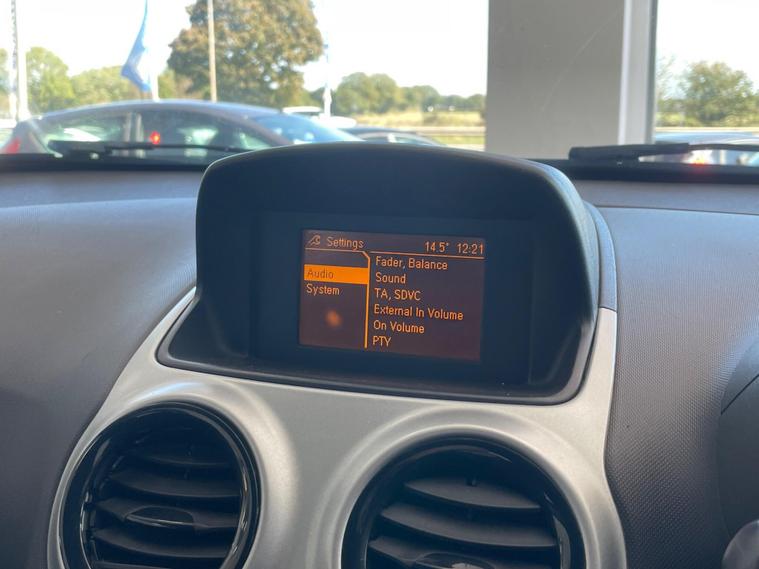 Settings 14.5° 12:21
Audio
System
Fader, Balance
Sound
TA, SDVC
External In Volume
On Volume
PTY